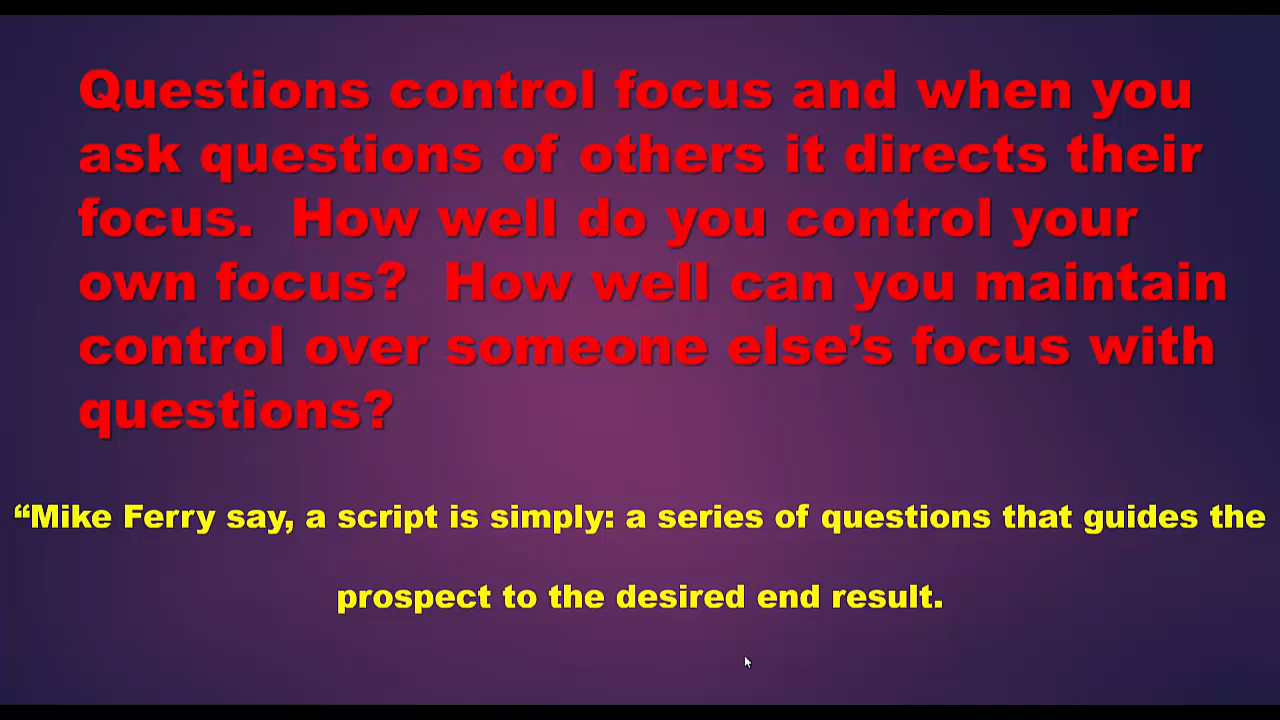 Questions control focus and when you
ask questions of others it directs their
focus.  How well do you control your
own focus?  How well can you maintain
control over someone else’s focus with
questions?
“Mike Ferry say, a script is simply: a series of questions that guides the
prospect to the desired end result.